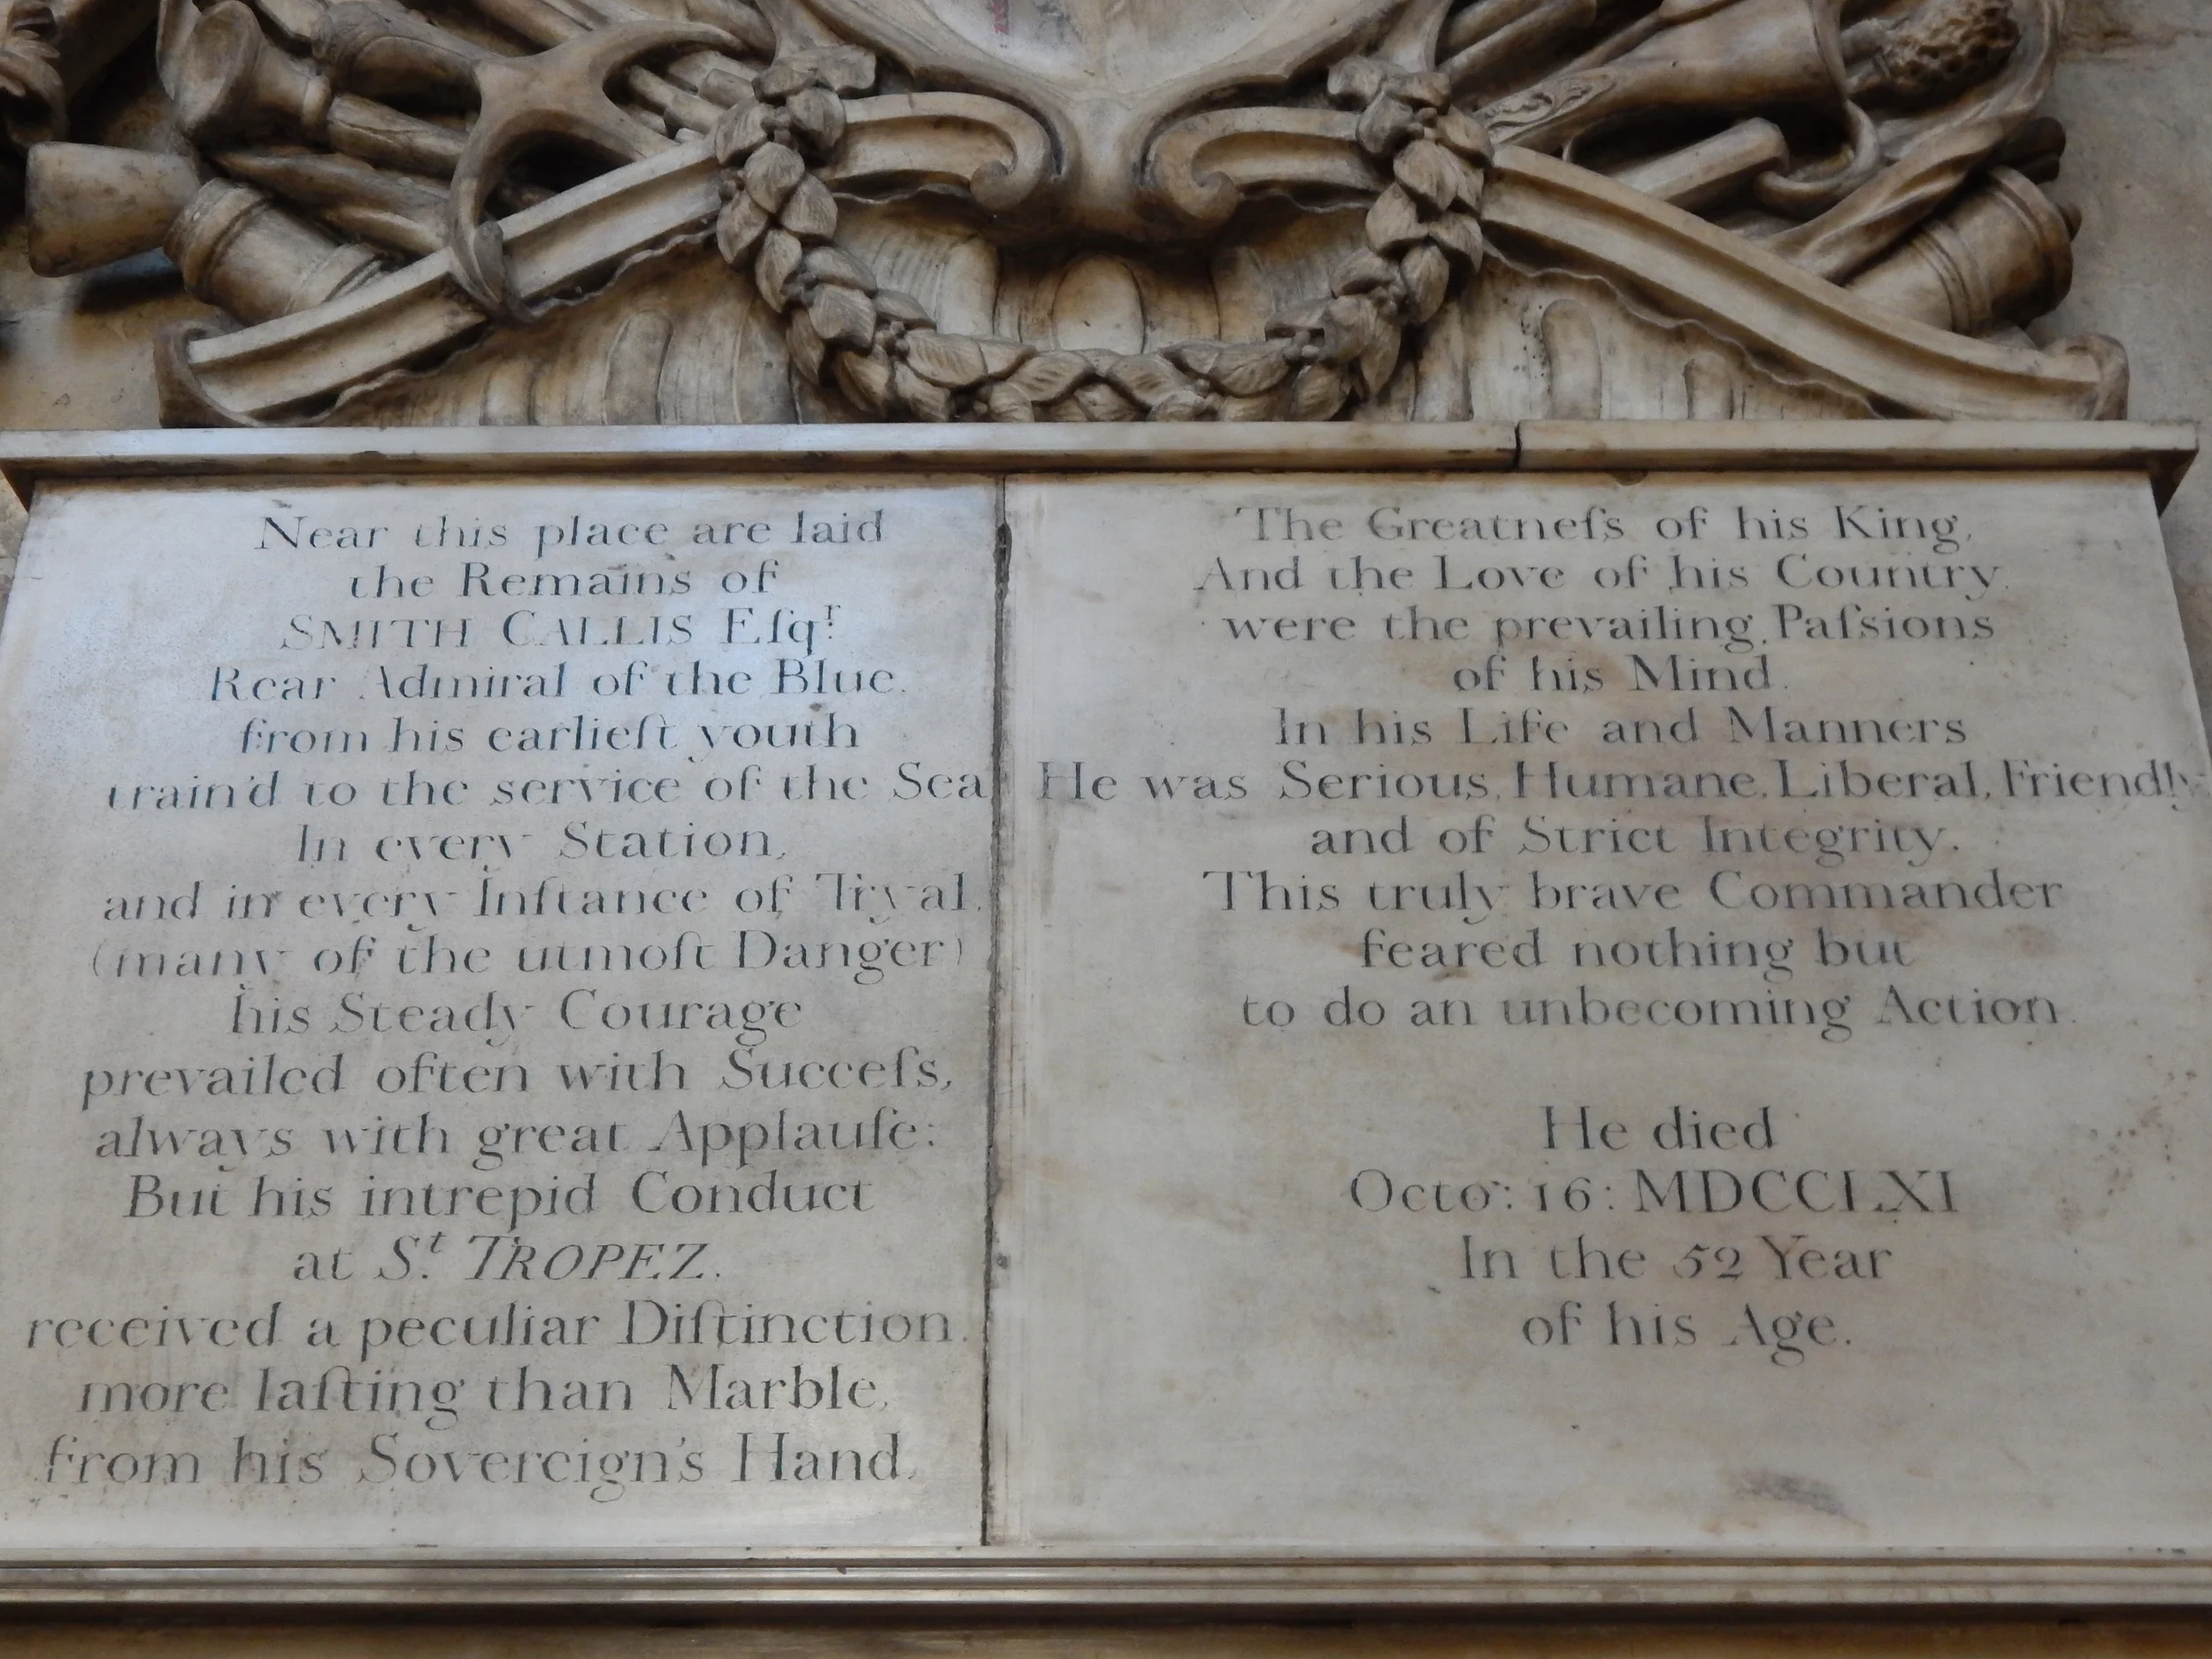 Near this place are laid
the Remains of
SMITH CALLIS Eſqr.
Rear Admiral of the Blue.
from his earlieſt youth
train'd to the service of the Sea
In every Station,
and in every Inſtance of Tryal,
(many of the utmoſt Danger)
his Steady Courage
prevailed often with Succeſs,
always with great Applauſe:
But his intrepid Conduct
at St. TROPEZ.
received a peculiar Diſtinction,
more laſting than Marble,
from his Sovereign's Hand.
The Greatneſs of his King,
And the Love of his Country,
were the prevailing Paſsions
of his Mind.
In his Life and Manners
He was Serious, Humane, Liberal, Friendly
and of Strict Integrity.
This truly brave Commander
feared nothing but
to do an unbecoming Action.
He died
Octo: 16: MDCCLXI
In the 52 Year
of his Age.